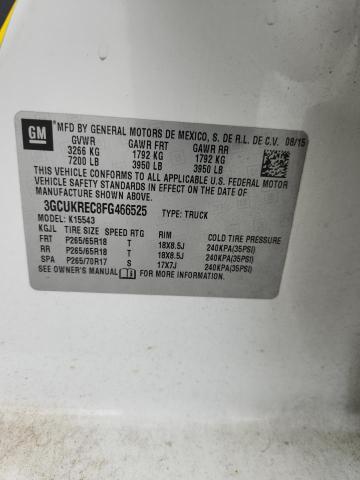 GM
MFD BY GENERAL MOTORS DE MEXICO, S. DE R.L. DE C.V. 08/15
GVWR GAWR FRT GAWR RR
3266 KG 1792 KG 1792 KG
7200 LB 3950 LB 3950 LB
THIS VEHICLE CONFORMS TO ALL APPLICABLE U.S. FEDERAL MOTOR
VEHICLE SAFETY STANDARDS IN EFFECT ON THE DATE OF
MANUFACTURE SHOWN ABOVE.
3GCUKREC8FG466525 TYPE: TRUCK
MODEL: K15543
KGJL TIRE SIZE SPEED RTG RIM COLD TIRE PRESSURE
FRT P265/65R18 T 18X8.5J 240KPA(35PSI)
RR P265/65R18 T 18X8.5J 240KPA(35PSI)
SPA P265/70R17 S 17X7J 240KPA(35PSI)
SEE OWNER'S MANUAL FOR ADDITIONAL INFORMATION.